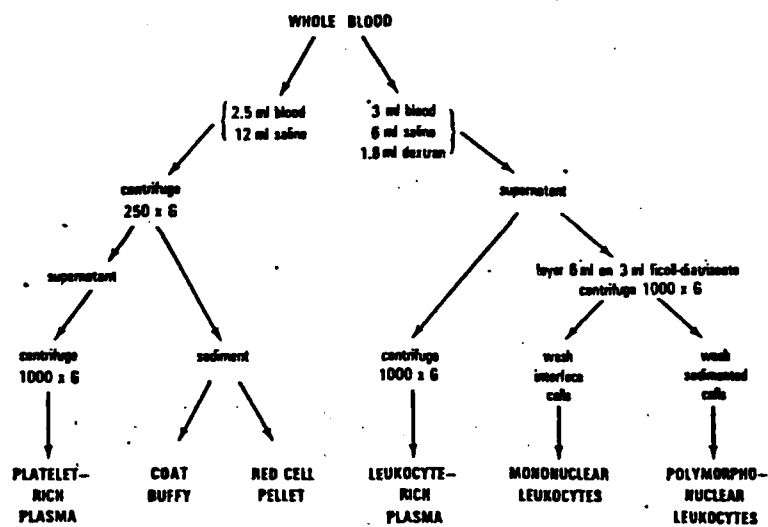 WHOLE BLOOD
2.5 ml blood
12 ml saline
3 ml blood
6 ml saline
1.8 ml dextran
centrifuge
250 x G
supernatant
supernatant
layer 6 ml on 3 ml ficoll-diatrizoate
centrifuge 1000 x G
centrifuge
1000 x G
sediment
centrifuge
1000 x G
wash
interface
cells
wash
sedimented
cells
PLATELET-
RICH
PLASMA
COAT
BUFFY
RED CELL
PELLET
LEUKOCYTE-
RICH
PLASMA
MONONUCLEAR
LEUKOCYTES
POLYMORPHO-
NUCLEAR
LEUKOCYTES